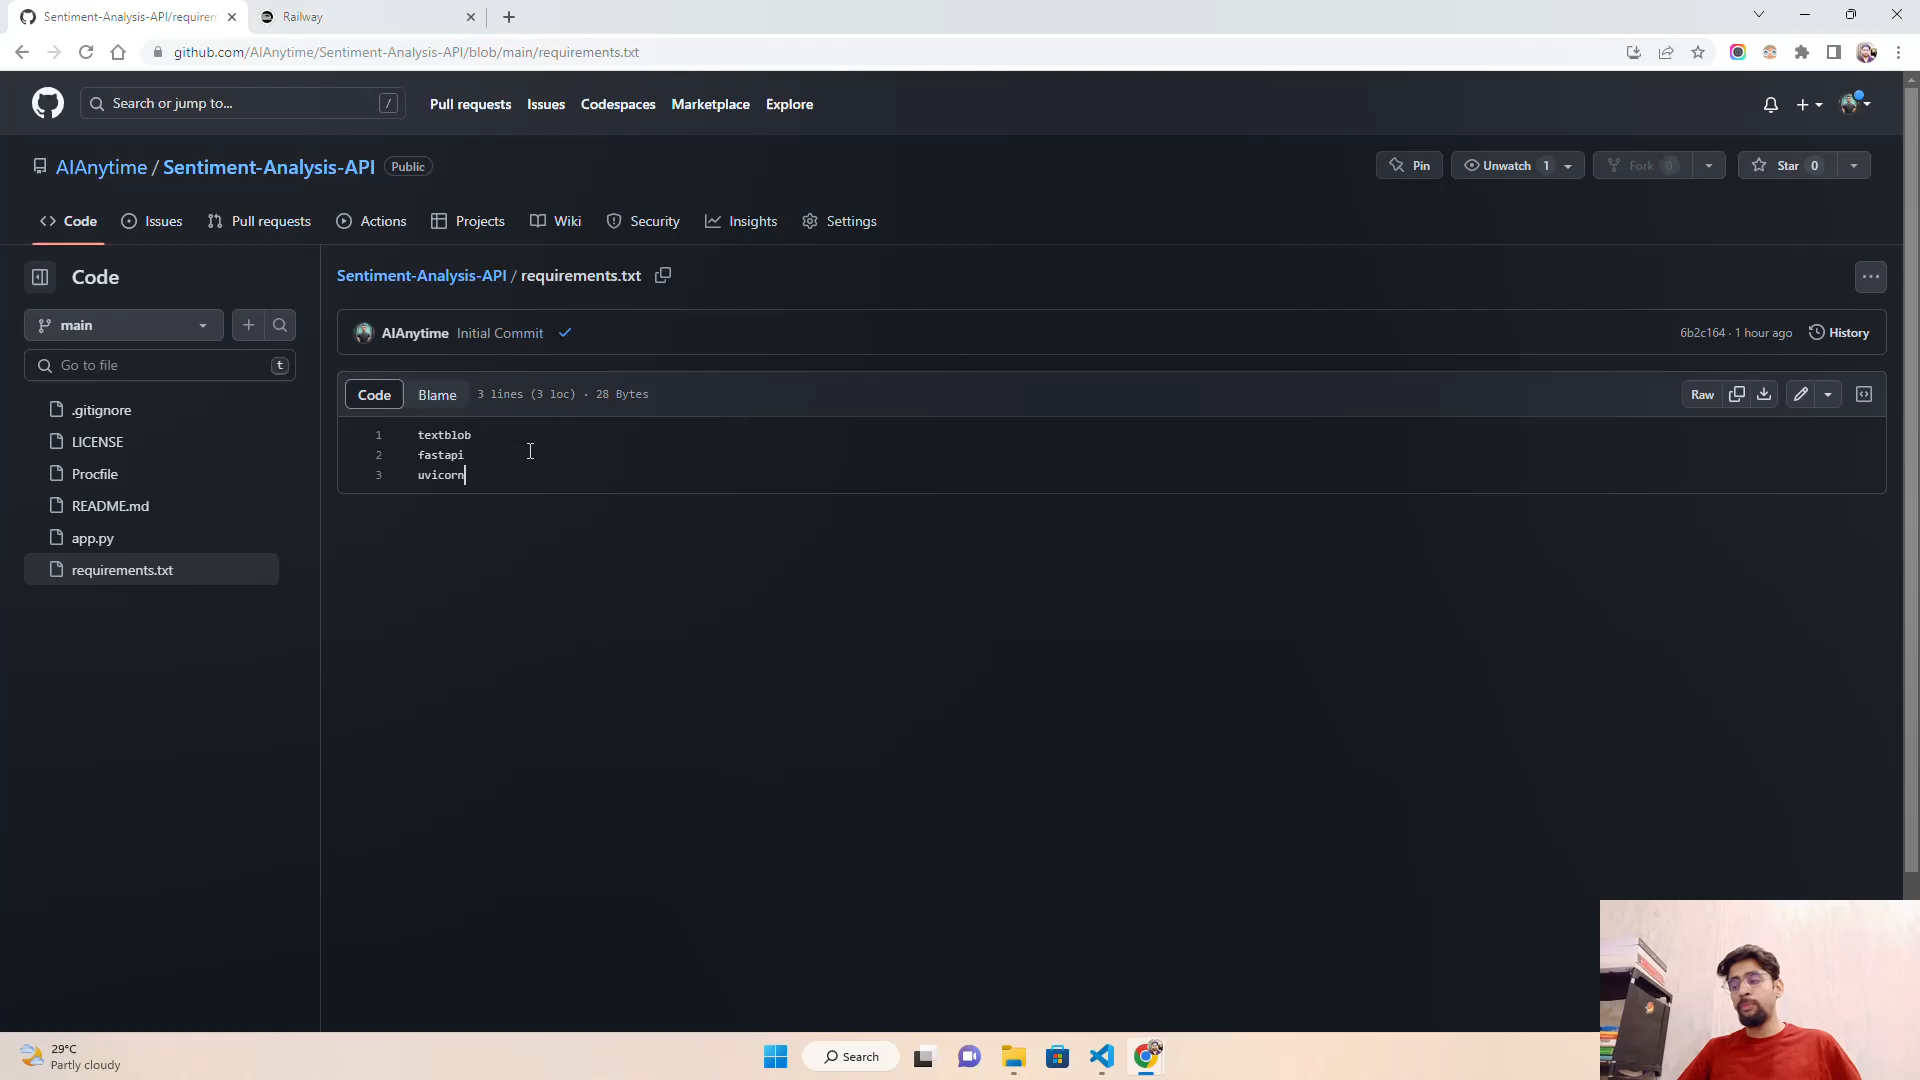 Sentiment-Analysis-API/requirem
Railway
github.com/AIAnytime/Sentiment-Analysis-API/blob/main/requirements.txt
Search or jump to...
/
Pull requests
Issues
Codespaces
Marketplace
Explore
AIAnytime / Sentiment-Analysis-API
Public
Pin
Unwatch 1
Fork 0
Star 0
Code
Issues
Pull requests
Actions
Projects
Wiki
Security
Insights
Settings
Code
main
Go to file
t
.gitignore
LICENSE
Procfile
README.md
app.py
requirements.txt
Sentiment-Analysis-API / requirements.txt
AIAnytime Initial Commit
6b2c164 · 1 hour ago
History
Code
Blame
3 lines (3 loc) · 28 Bytes
Raw
1 textblob
2 fastapi
3 uvicorn
29°C
Partly cloudy
Search